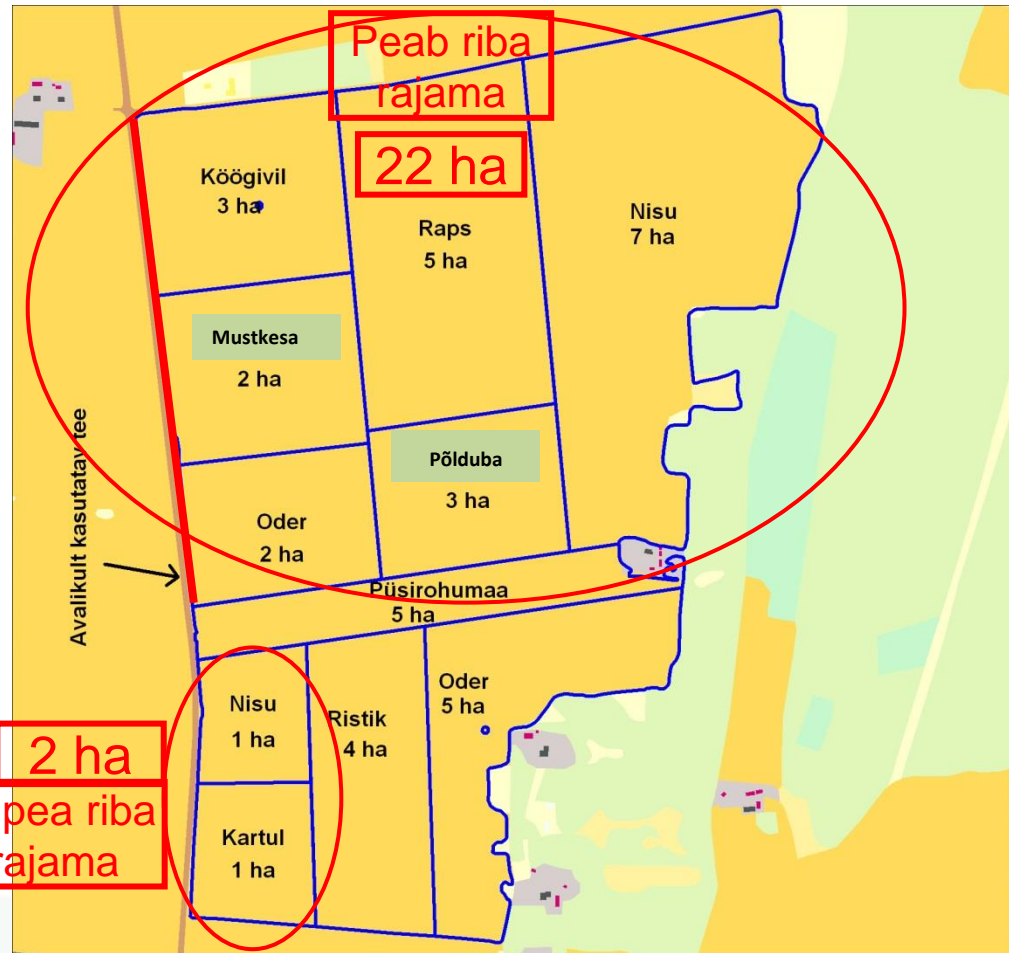 Peab riba
rajama
22 ha
Köögivil
3 ha
Raps
5 ha
Nisu
7 ha
Mustkesa
2 ha
Põlduba
3 ha
Oder
2 ha
Avalikult kasutatav tee
Püsirohumaa
5 ha
Nisu
1 ha
Ristik
4 ha
Oder
5 ha
2 ha
pea riba
rajama
Kartul
1 ha